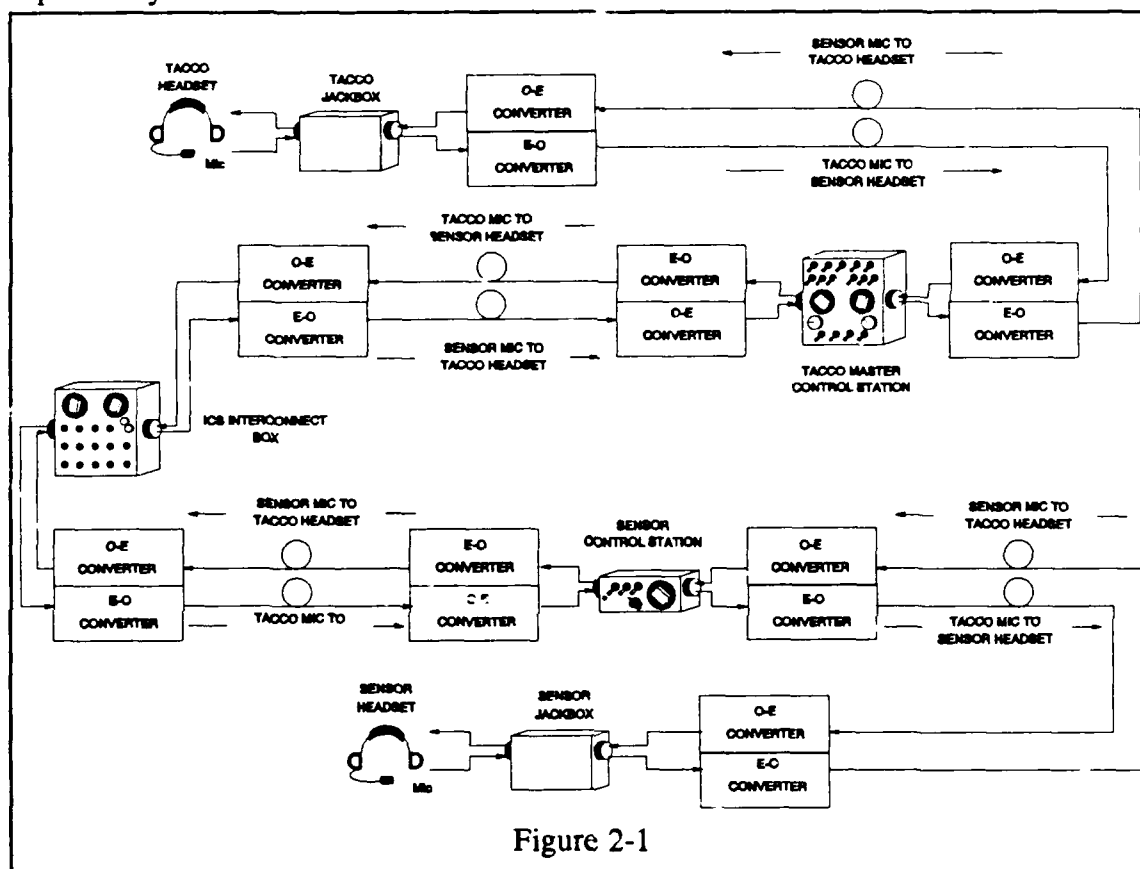 SENSOR MIC TO
TACCO HEADSET
TACCO
HEADSET
TACCO
JACKBOX
O-E
CONVERTER
E-O
CONVERTER
Mic
TACCO MIC TO
SENSOR HEADSET
TACCO MIC TO
SENSOR HEADSET
O-E
CONVERTER
E-O
CONVERTER
E-O
CONVERTER
O-E
CONVERTER
O-E
CONVERTER
E-O
CONVERTER
SENSOR MIC TO
TACCO HEADSET
TACCO MASTER
CONTROL STATION
ICS INTERCONNECT
BOX
SENSOR MIC TO
TACCO HEADSET
SENSOR
CONTROL STATION
SENSOR MIC TO
TACCO HEADSET
O-E
CONVERTER
E-O
CONVERTER
E-O
CONVERTER
O-E
CONVERTER
O-E
CONVERTER
E-O
CONVERTER
TACCO MIC TO
TACCO MIC TO
SENSOR HEADSET
SENSOR
HEADSET
SENSOR
JACKBOX
O-E
CONVERTER
E-O
CONVERTER
Mic
Figure 2-1